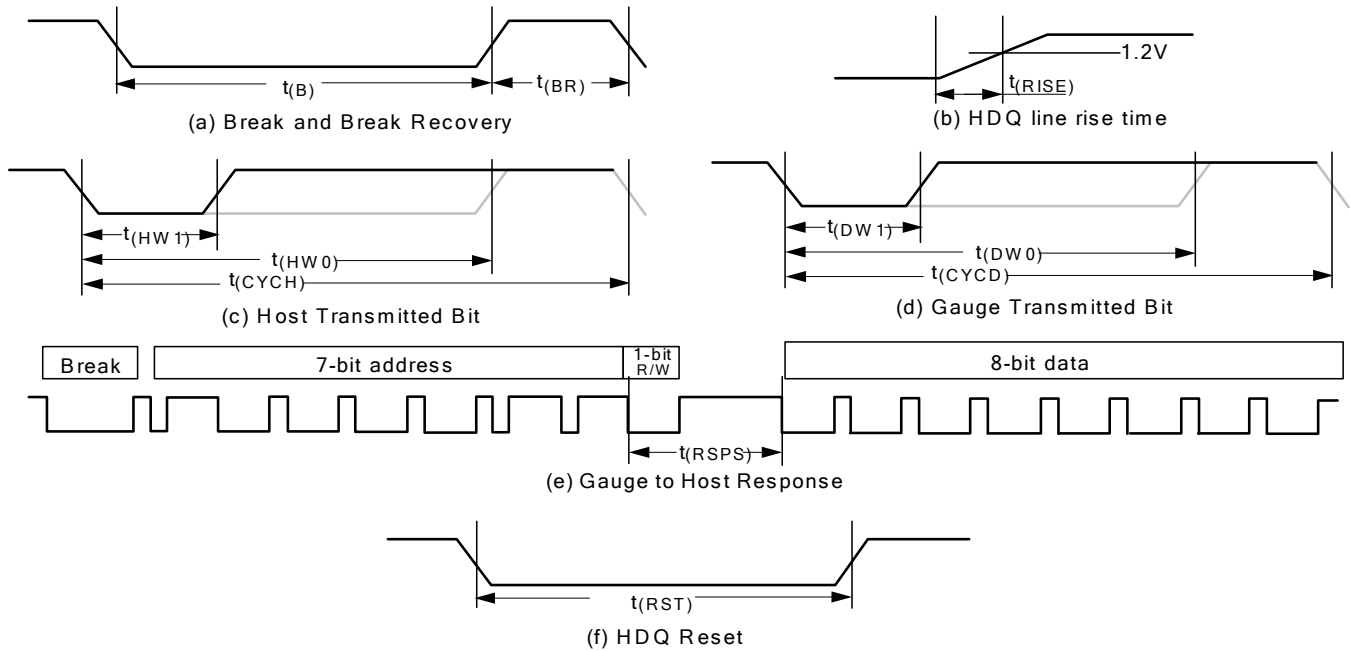 t(B)
t(BR)
(a) Break and Break Recovery
1.2V
t(RISE)
(b) HDQ line rise time
t(HW1)
t(HW0)
t(CYCH)
(c) Host Transmitted Bit
t(DW1)
t(DW0)
t(CYCD)
(d) Gauge Transmitted Bit
Break
7-bit address
1-bit
R/W
8-bit data
t(RSPS)
(e) Gauge to Host Response
t(RST)
(f) HDQ Reset